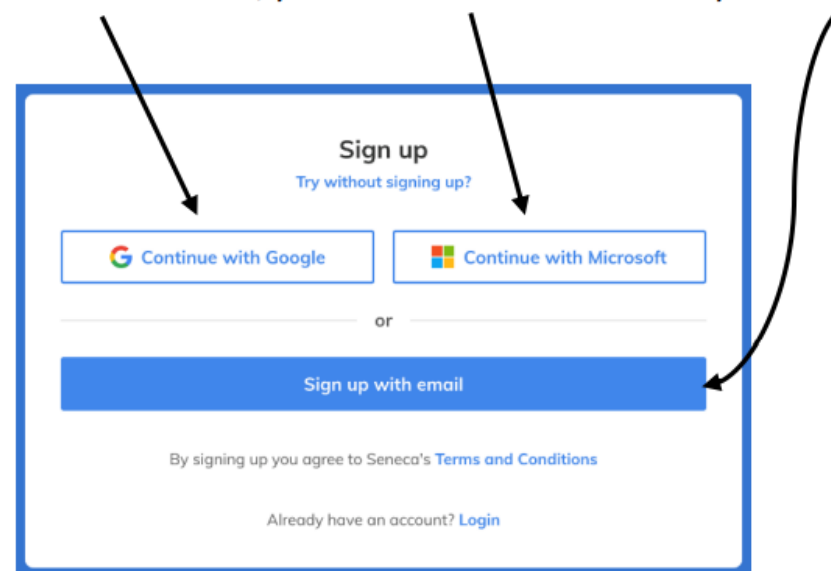 Sign up
Try without signing up?
Continue with Google
Continue with Microsoft
or
Sign up with email
By signing up you agree to Seneca's Terms and Conditions
Already have an account? Login